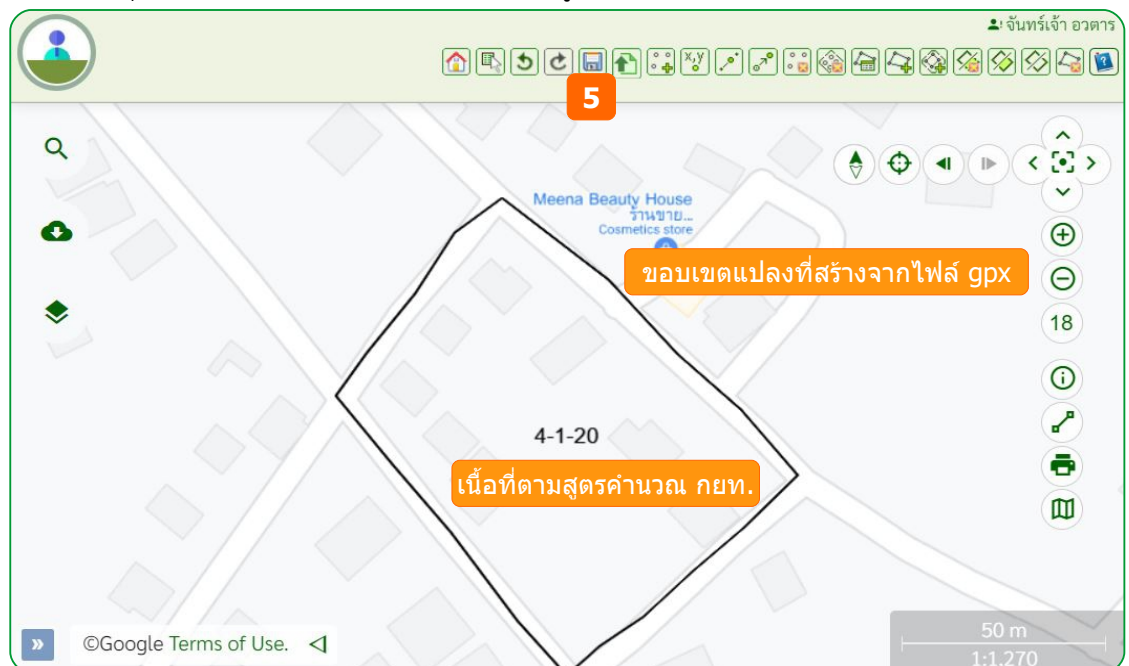 จันทร์เจ้า อวตาร
x,y
5
Meena Beauty House
ร้านขาย...
Cosmetics store
ขอบเขตแปลงที่สร้างจากไฟล์ gpx
18
4-1-20
เนื้อที่ตามสูตรคำนวณ กยท.
©Google Terms of Use.
50 m
1:1,270